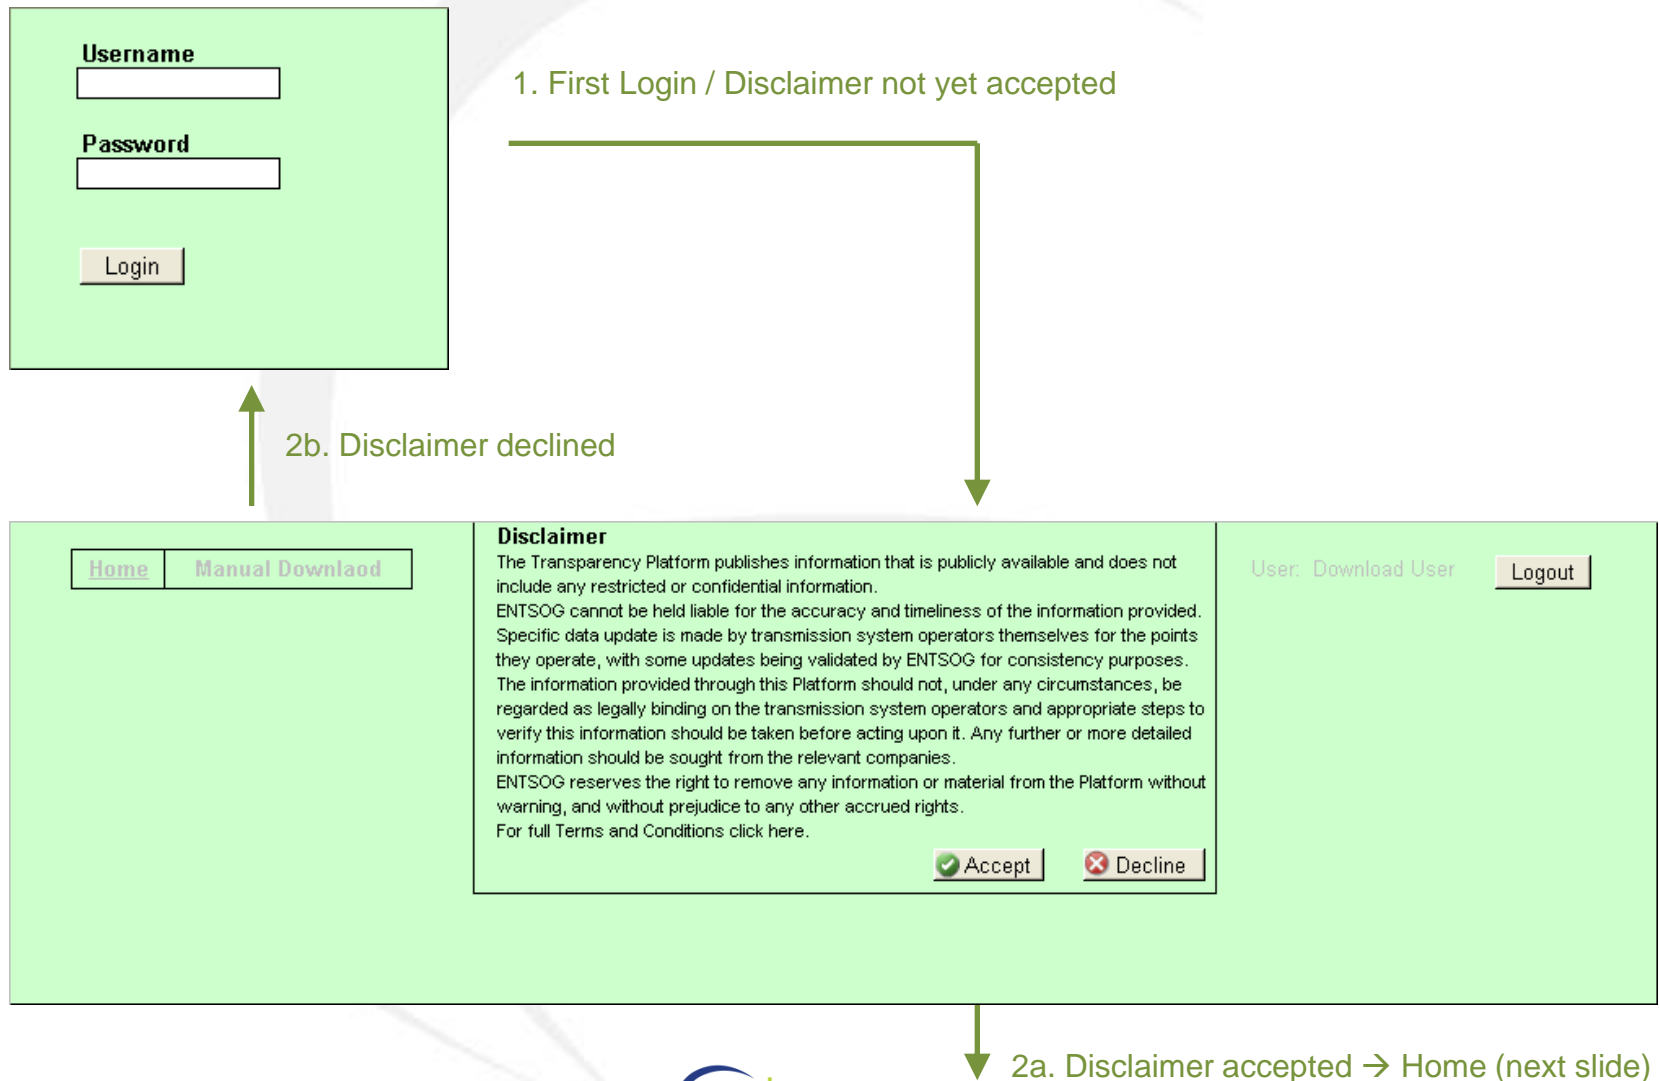 Username
1. First Login / Disclaimer not yet accepted
Password
Login
2b. Disclaimer declined
Home Manual Downlaod
Disclaimer
The Transparency Platform publishes information that is publicly available and does not
include any restricted or confidential information.
ENTSOG cannot be held liable for the accuracy and timeliness of the information provided.
Specific data update is made by transmission system operators themselves for the points
they operate, with some updates being validated by ENTSOG for consistency purposes.
The information provided through this Platform should not, under any circumstances, be
regarded as legally binding on the transmission system operators and appropriate steps to
verify this information should be taken before acting upon it. Any further or more detailed
information should be sought from the relevant companies.
ENTSOG reserves the right to remove any information or material from the Platform without
warning, and without prejudice to any other accrued rights.
For full Terms and Conditions click here.
Accept Decline
User: Download User Logout
2a. Disclaimer accepted → Home (next slide)